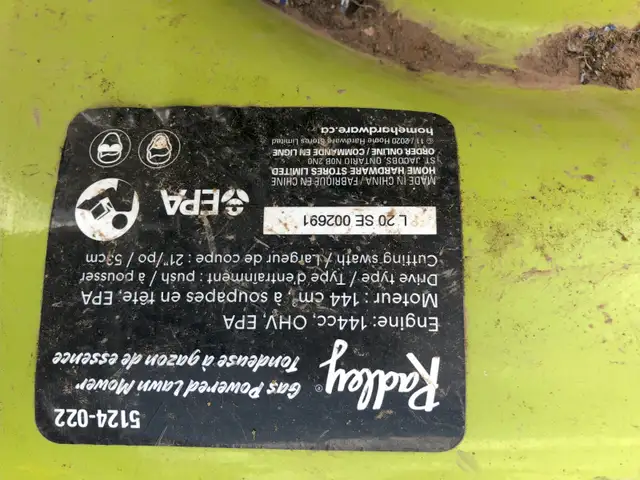 5124-022
Gas Powered Lawn Mower
Tondeuse à gazon de essence
Radley®
Engine: 144cc, OHV, EPA
Moteur : 144 cm³, à soupapes en tête, EPA
Drive type / Type d'entrainment : push / à pousser
Cutting swath / Largeur de coupe : 21"/po / 53cm
L 20 SE 002691
EPA
MADE IN CHINA / FABRIQUÉ EN CHINE
HOME HARDWARE STORES LIMITED
ST. JACOBS, ONTARIO N0B 2N0
ORDER ONLINE / COMMANDE EN LIGNE
© 11 / 6020 Home Hardware Stores Limited
homehardware.ca